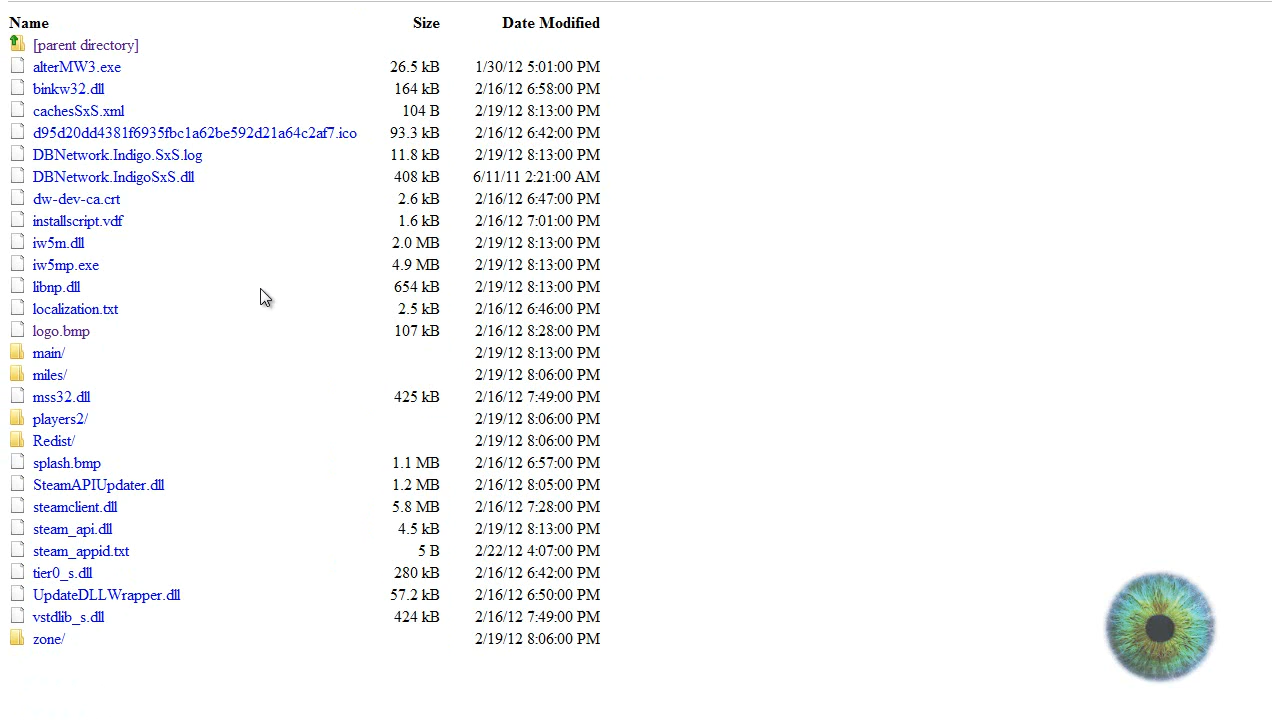 Name Size Date Modified
[parent directory]
alterMW3.exe 26.5 kB 1/30/12 5:01:00 PM
binkw32.dll 164 kB 2/16/12 6:58:00 PM
cachesSxS.xml 104 B 2/19/12 8:13:00 PM
d95d20dd4381f6935fbc1a62be592d21a64c2af7.ico 93.3 kB 2/16/12 6:42:00 PM
DBNetwork.Indigo.SxS.log 11.8 kB 2/19/12 8:13:00 PM
DBNetwork.IndigoSxS.dll 408 kB 6/11/11 2:21:00 AM
dw-dev-ca.crt 2.6 kB 2/16/12 6:47:00 PM
installscript.vdf 1.6 kB 2/16/12 7:01:00 PM
iw5m.dll 2.0 MB 2/19/12 8:13:00 PM
iw5mp.exe 4.9 MB 2/19/12 8:13:00 PM
libnp.dll 654 kB 2/19/12 8:13:00 PM
localization.txt 2.5 kB 2/16/12 6:46:00 PM
logo.bmp 107 kB 2/16/12 8:28:00 PM
main/ 2/19/12 8:13:00 PM
miles/ 2/19/12 8:06:00 PM
mss32.dll 425 kB 2/16/12 7:49:00 PM
players2/ 2/19/12 8:06:00 PM
Redist/ 2/19/12 8:06:00 PM
splash.bmp 1.1 MB 2/16/12 6:57:00 PM
SteamAPIUpdater.dll 1.2 MB 2/16/12 8:05:00 PM
steamclient.dll 5.8 MB 2/16/12 7:28:00 PM
steam_api.dll 4.5 kB 2/19/12 8:13:00 PM
steam_appid.txt 5 B 2/22/12 4:07:00 PM
tier0_s.dll 280 kB 2/16/12 6:42:00 PM
UpdateDLLWrapper.dll 57.2 kB 2/16/12 6:50:00 PM
vstdlib_s.dll 424 kB 2/16/12 7:49:00 PM
zone/ 2/19/12 8:06:00 PM